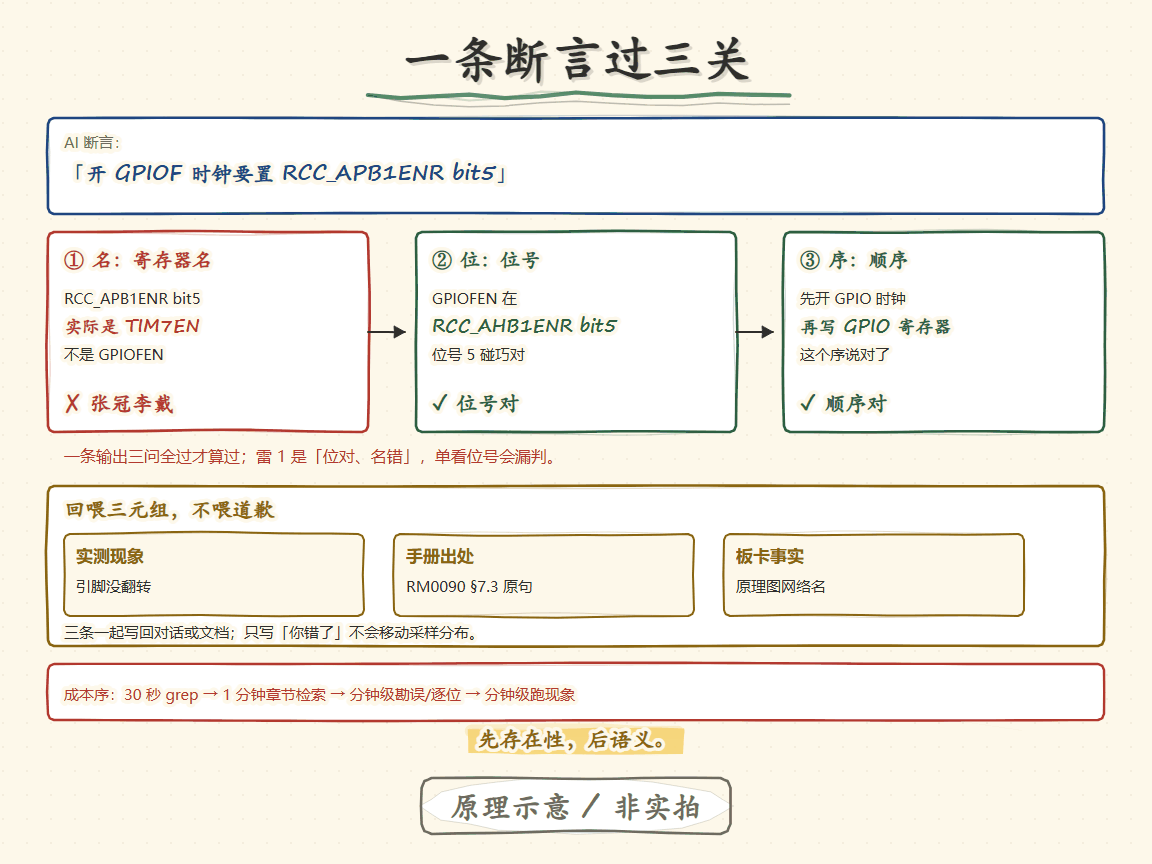 一条断言过三关
AI 断言：
「开 GPIOF 时钟要置 RCC_APB1ENR bit5」
① 名：寄存器名
RCC_APB1ENR bit5
实际是 TIM7EN
不是 GPIOFEN
✗ 张冠李戴
② 位：位号
GPIOFEN 在
RCC_AHB1ENR bit5
位号 5 碰巧对
✓ 位号对
③ 序：顺序
先开 GPIO 时钟
再写 GPIO 寄存器
这个序说对了
✓ 顺序对
一条输出三问全过才算过；雷 1 是「位对、名错」，单看位号会漏判。
回喂三元组，不喂道歉
实测现象
引脚没翻转
手册出处
RM0090 §7.3 原句
板卡事实
原理图网络名
三条一起写回对话或文档；只写「你错了」不会移动采样分布。
成本序：30 秒 grep → 1 分钟章节检索 → 分钟级勘误/逐位 → 分钟级跑现象
先存在性，后语义。
原理示意 / 非实拍